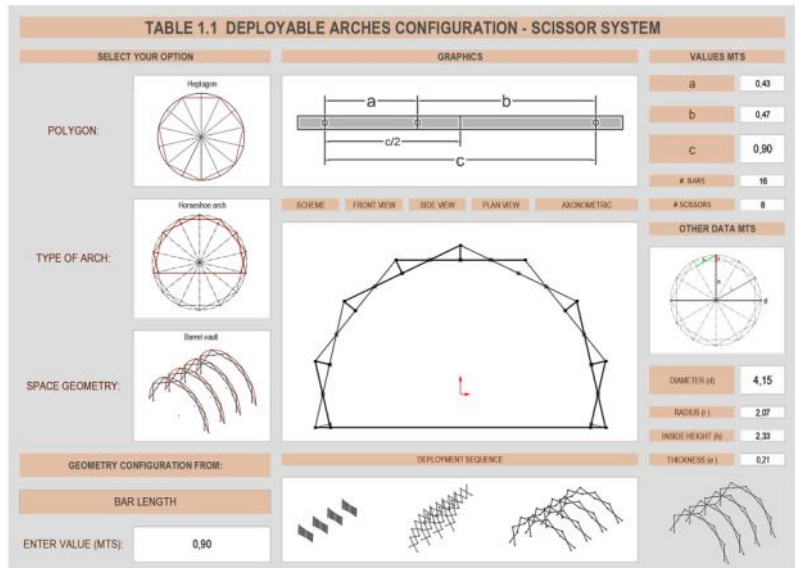 TABLE 1.1 DEPLOYABLE ARCHES CONFIGURATION - SCISSOR SYSTEM
SELECT YOUR OPTION
GRAPHICS
VALUES MTS
POLYGON:
Heptagon
a
b
c/2
c
a
0,43
b
0,47
c
0,90
# BARS
16
# SCISSORS
8
TYPE OF ARCH:
Horseshoe arch
SCHEME
FRONT VIEW
SIDE VIEW
PLAN VIEW
AXONOMETRIC
OTHER DATA MTS
d
SPACE GEOMETRY:
Barrel vault
DIAMETER (d)
4,15
RADIUS (r)
2,07
INSIDE HEIGHT (h)
2,33
THICKNESS (e)
0,21
GEOMETRY CONFIGURATION FROM:
BAR LENGTH
ENTER VALUE (MTS):
0,90
DEPLOYMENT SEQUENCE